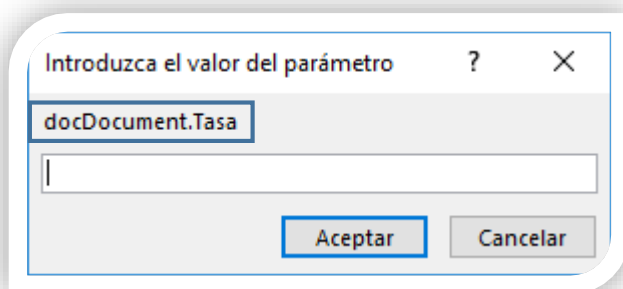 Introduzca el valor del parámetro ? ×
docDocument.Tasa
Aceptar Cancelar